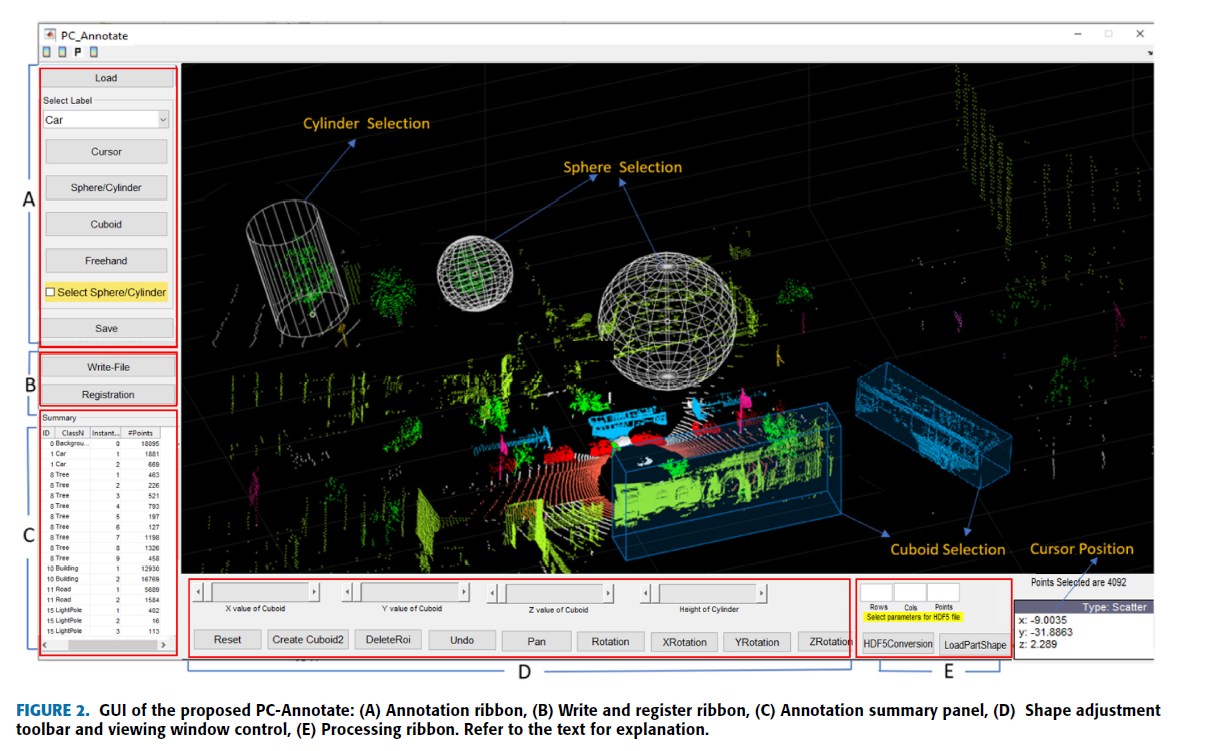 PC_Annotate
P
Load
Select Label
Car
Cursor
Sphere/Cylinder
Cuboid
Freehand
Select Sphere/Cylinder
Save
A
Write-File
Registration
B
Summary
ID ClassN Instant... #Points
0 Backgrou... 0 18095
1 Car 1 1881
1 Car 2 669
8 Tree 1 463
8 Tree 2 226
8 Tree 3 521
8 Tree 4 793
8 Tree 5 197
8 Tree 6 127
8 Tree 7 1198
8 Tree 8 1326
8 Tree 9 458
10 Building 1 12930
10 Building 2 16769
11 Road 1 5689
11 Road 2 1584
15 LightPole 1 402
15 LightPole 2 16
15 LightPole 3 113
C
Cylinder Selection
Sphere Selection
Cuboid Selection
Cursor Position
X value of Cuboid
Y value of Cuboid
Z value of Cuboid
Height of Cylinder
Reset
Create Cuboid2
DeleteRoi
Undo
Pan
Rotation
XRotation
YRotation
ZRotation
D
Rows Cols Points
Select parameters for HDF5 file
HDF5Conversion
LoadPartShape
E
Points Selected are 4092
Type: Scatter
x: -9.0035
y: -31.8863
z: 2.289
FIGURE 2. GUI of the proposed PC-Annotate: (A) Annotation ribbon, (B) Write and register ribbon, (C) Annotation summary panel, (D) Shape adjustment
toolbar and viewing window control, (E) Processing ribbon. Refer to the text for explanation.